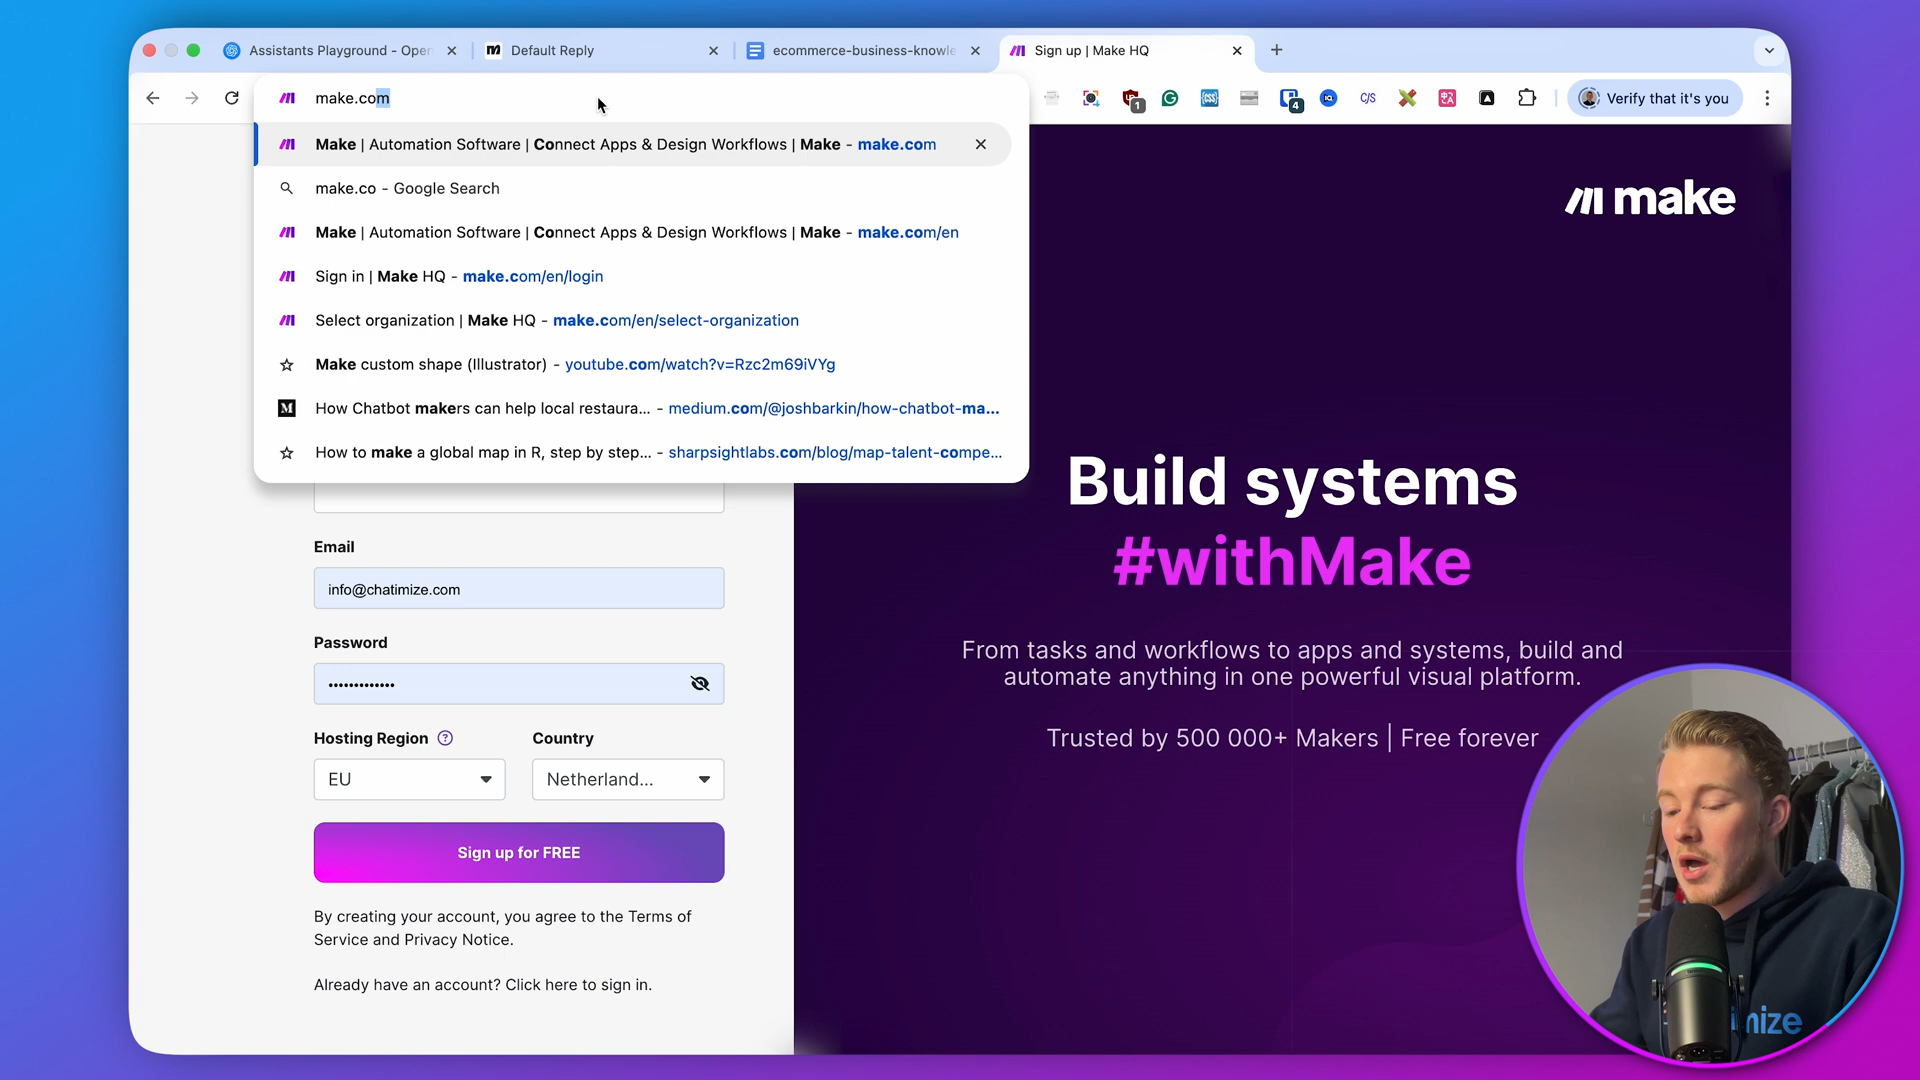 Assistants Playground - Open
Default Reply
ecommerce-business-knowle
Sign up | Make HQ
make.com
1
4
C/S
Verify that it's you
Make | Automation Software | Connect Apps & Design Workflows | Make - make.com
make.co - Google Search
Make | Automation Software | Connect Apps & Design Workflows | Make - make.com/en
Sign in | Make HQ - make.com/en/login
Select organization | Make HQ - make.com/en/select-organization
Make custom shape (Illustrator) - youtube.com/watch?v=Rzc2m69iVYg
How Chatbot makers can help local restaura... - medium.com/@joshbarkin/how-chatbot-ma...
How to make a global map in R, step by step... - sharpsightlabs.com/blog/map-talent-compe...
make
Build systems
#withMake
From tasks and workflows to apps and systems, build and
automate anything in one powerful visual platform.
Trusted by 500 000+ Makers | Free forever
Email
info@chatimize.com
Password
•••••••••••••
Hosting Region ?
Country
EU
Netherland...
Sign up for FREE
By creating your account, you agree to the Terms of
Service and Privacy Notice.
Already have an account? Click here to sign in.